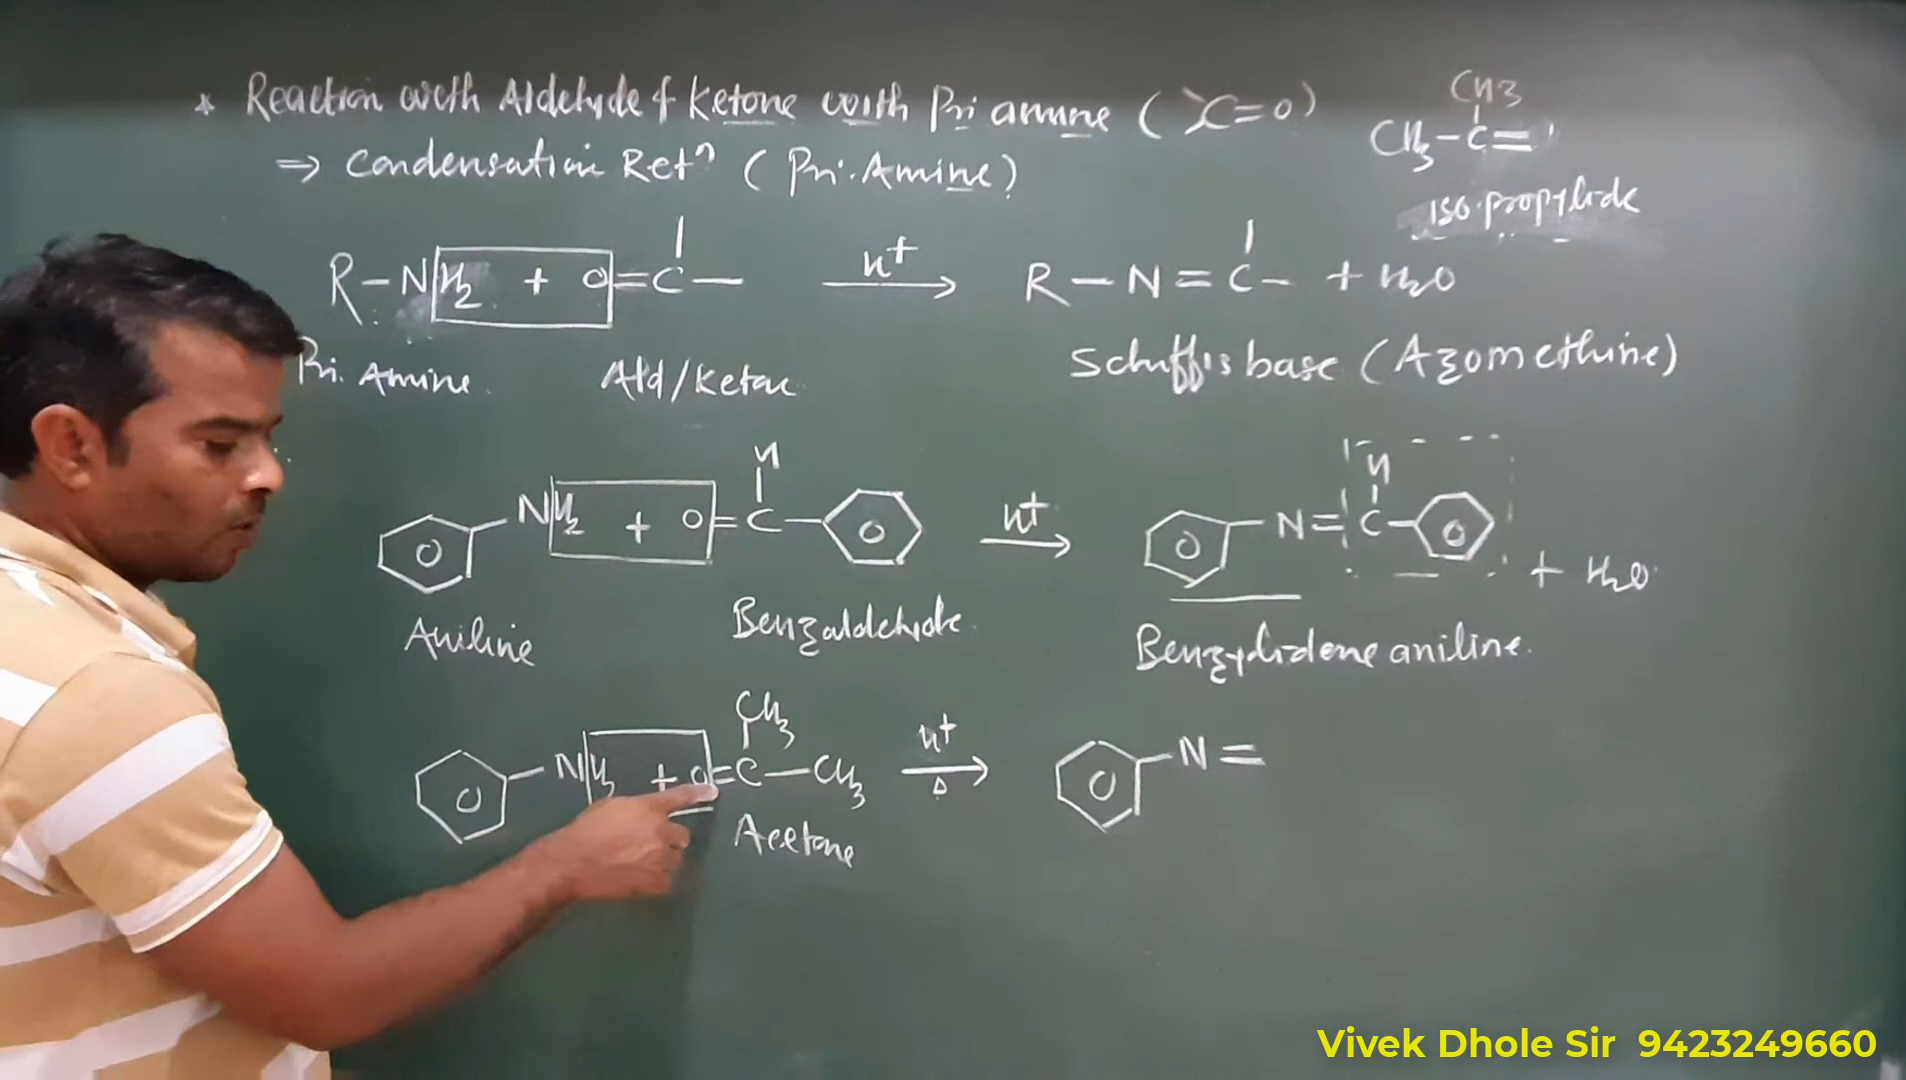 * Reaction with Aldehyde & Ketone with Pri amine ( >C=O )
⇒ Condensation Retⁿ ( Pri. Amine )
CH3
CH3-C=
iso.propylide
R-NH2 + O=C- H+ → R-N=C- + H2O
Pri. Amine Ald/Ketone Schiff's base (Azomethine)
H H
NH2 + O=C- H+ → N=C- + H2O
Aniline Benzaldehyde Benzylidene aniline.
CH3
NH2 + O=C-CH3 H+ → Δ N=
Acetone
Vivek Dhole Sir 9423249660